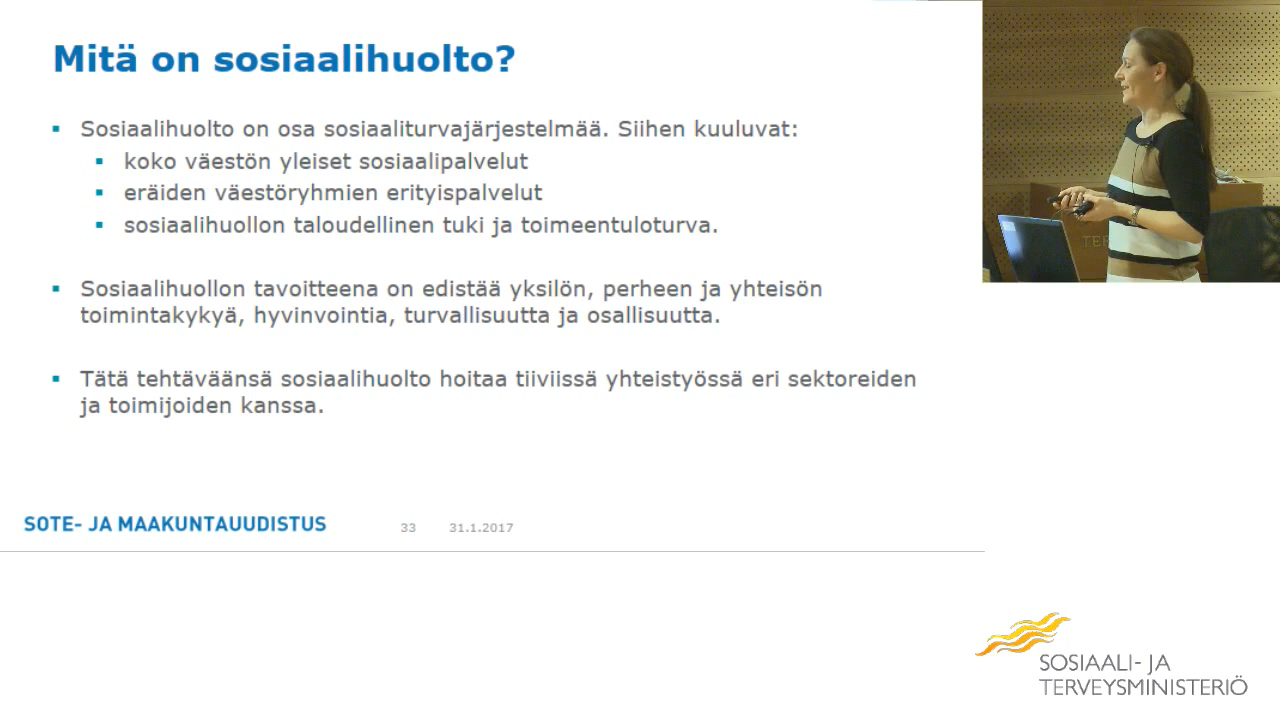 Mitä on sosiaalihuolto?
Sosiaalihuolto on osa sosiaaliturvajärjestelmää. Siihen kuuluvat:
koko väestön yleiset sosiaalipalvelut
eräiden väestöryhmien erityispalvelut
sosiaalihuollon taloudellinen tuki ja toimeentuloturva.
Sosiaalihuollon tavoitteena on edistää yksilön, perheen ja yhteisön
toimintakykyä, hyvinvointia, turvallisuutta ja osallisuutta.
Tätä tehtäväänsä sosiaalihuolto hoitaa tiiviissä yhteistyössä eri sektoreiden
ja toimijoiden kanssa.
SOTE- JA MAAKUNTAUUDISTUS 33 31.1.2017
SOSIAALI- JA
TERVEYSMINISTERIÖ